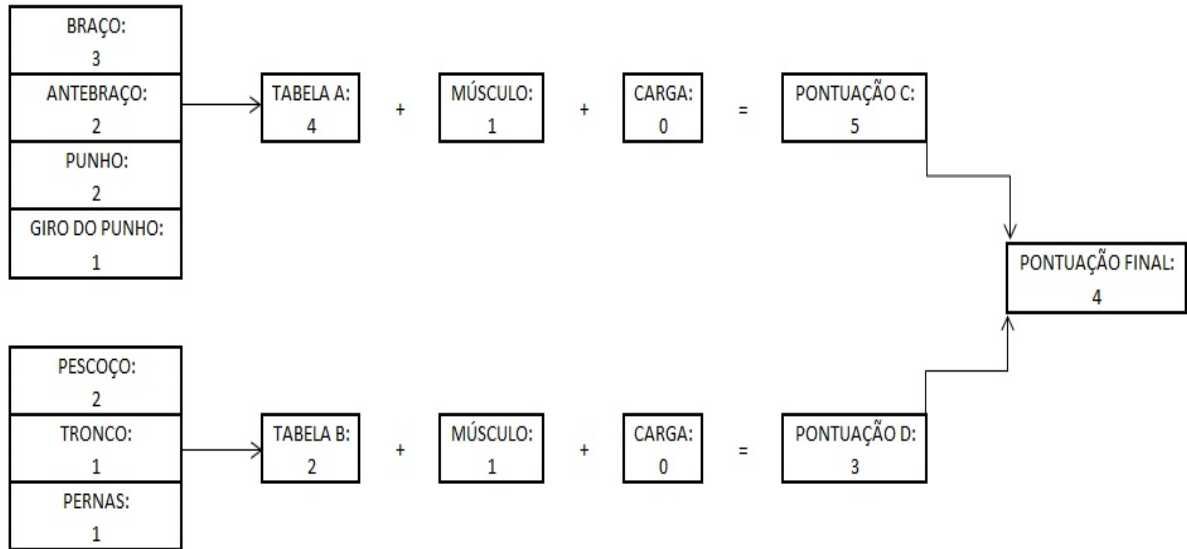 BRAÇO:
3
ANTEBRAÇO:
2
PUNHO:
2
GIRO DO PUNHO:
1
TABELA A:
4
+
MÚSCULO:
1
+
CARGA:
0
=
PONTUAÇÃO C:
5
PONTUAÇÃO FINAL:
4
PESCOÇO:
2
TRONCO:
1
PERNAS:
1
TABELA B:
2
+
MÚSCULO:
1
+
CARGA:
0
=
PONTUAÇÃO D:
3